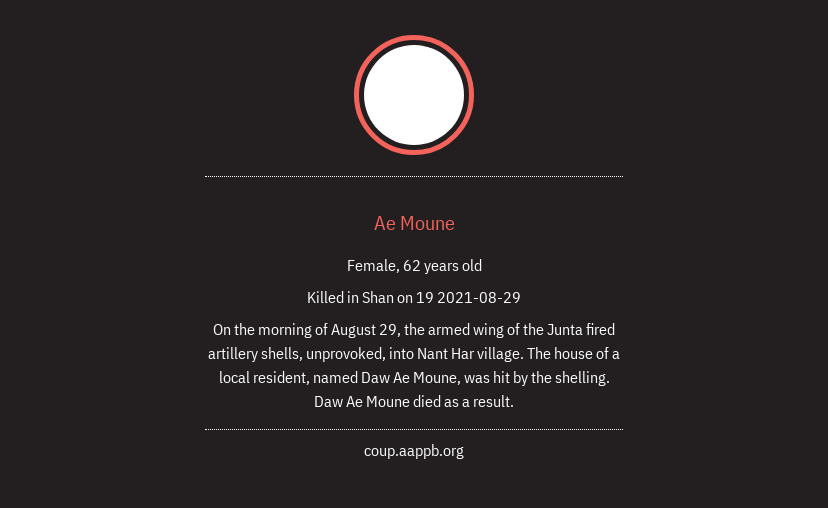 Ae Moune
Female, 62 years old
Killed in Shan on 19 2021-08-29
On the morning of August 29, the armed wing of the Junta fired
artillery shells, unprovoked, into Nant Har village. The house of a
local resident, named Daw Ae Moune, was hit by the shelling.
Daw Ae Moune died as a result.
coup.aappb.org